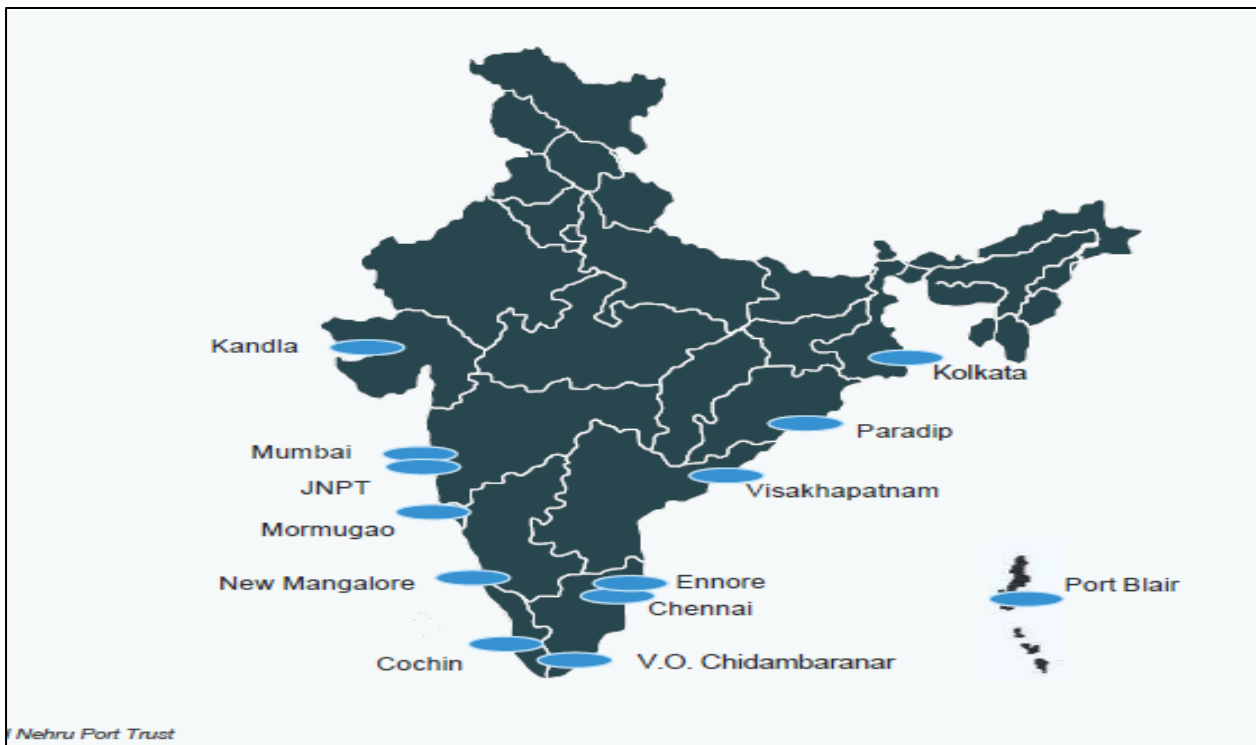 Kandla
Kolkata
Paradip
Mumbai
JNPT
Visakhapatnam
Mormugao
New Mangalore
Ennore
Port Blair
Chennai
Cochin
V.O. Chidambaranar
Nehru Port Trust